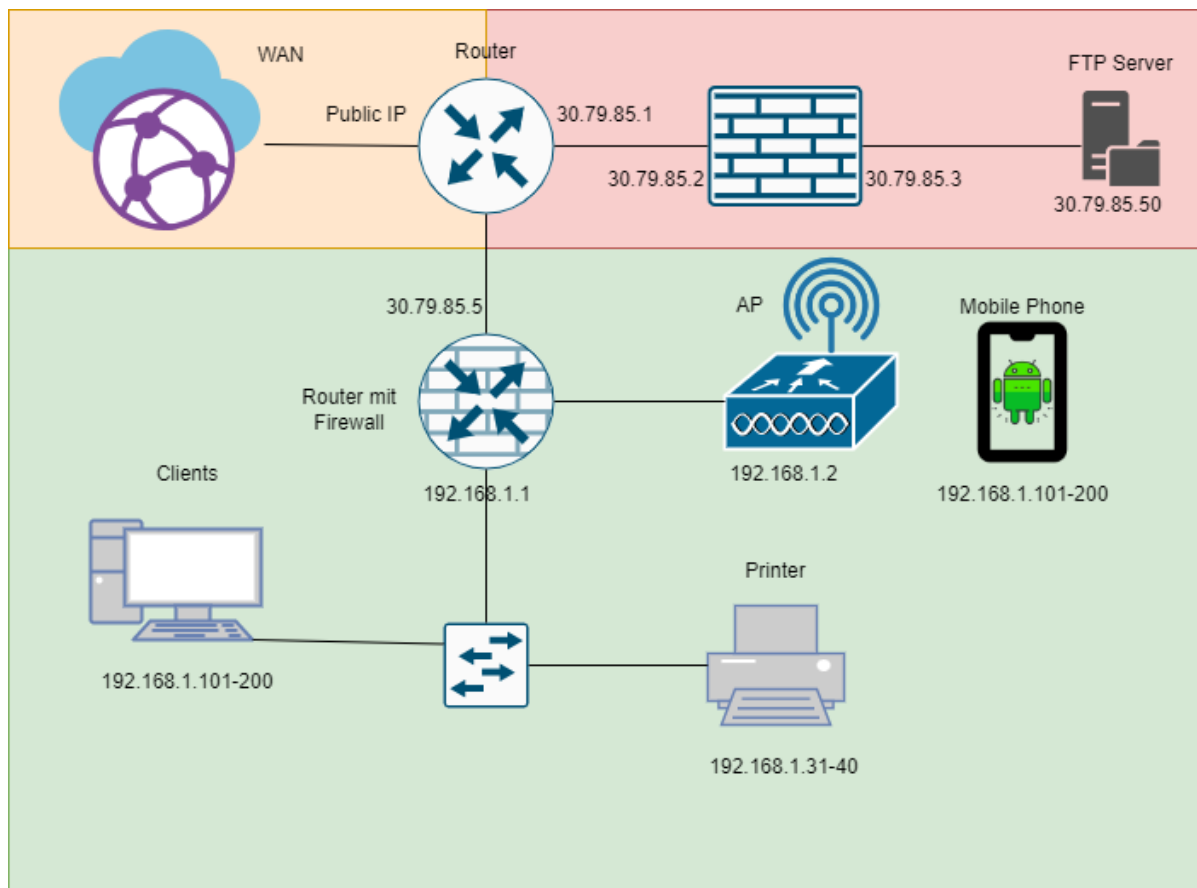 WAN
Router
FTP Server
Public IP
30.79.85.1
30.79.85.2
30.79.85.3
30.79.85.50
30.79.85.5
AP
Mobile Phone
Router mit
Firewall
192.168.1.1
192.168.1.2
192.168.1.101-200
Clients
Printer
192.168.1.101-200
192.168.1.31-40